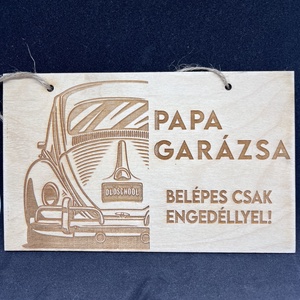 OLDSCHOOL
PAPA
GARÁZSA
BELÉPES CSAK
ENGEDÉLLYEL!